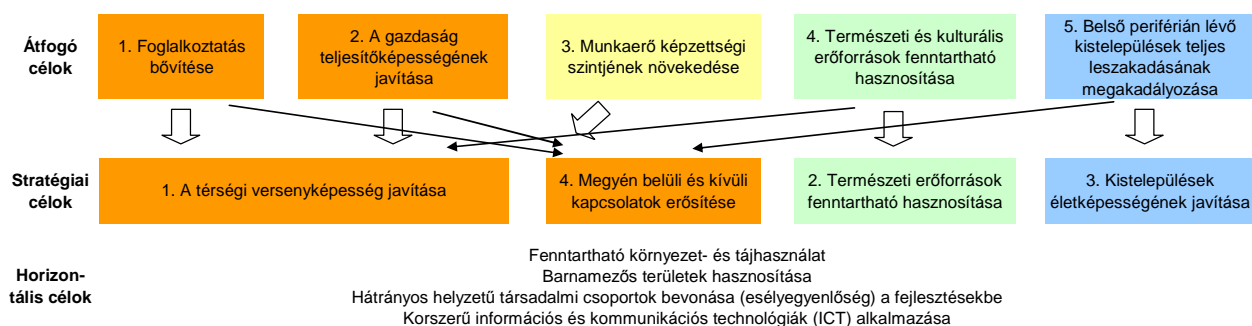 Átfogó
célok
1. Foglalkoztatás
bővítése
2. A gazdaság
teljesítőképességének
javítása
3. Munkaerő képzettségi
szintjének növekedése
4. Természeti és kulturális
erőforrások fenntartható
hasznosítása
5. Belső periférián lévő
kistelepülések teljes
leszakadásának
megakadályozása
Stratégiai
célok
1. A térségi versenyképesség javítása
4. Megyén belüli és kívüli
kapcsolatok erősítése
2. Természeti erőforrások
fenntartható hasznosítása
3. Kistelepülések
életképességének javítása
Horizon-
tális célok
Fenntartható környezet- és tájhasználat
Barnamezős területek hasznosítása
Hátrányos helyzetű társadalmi csoportok bevonása (esélyegyenlőség) a fejlesztésekbe
Korszerű információs és kommunikációs technológiák (ICT) alkalmazása